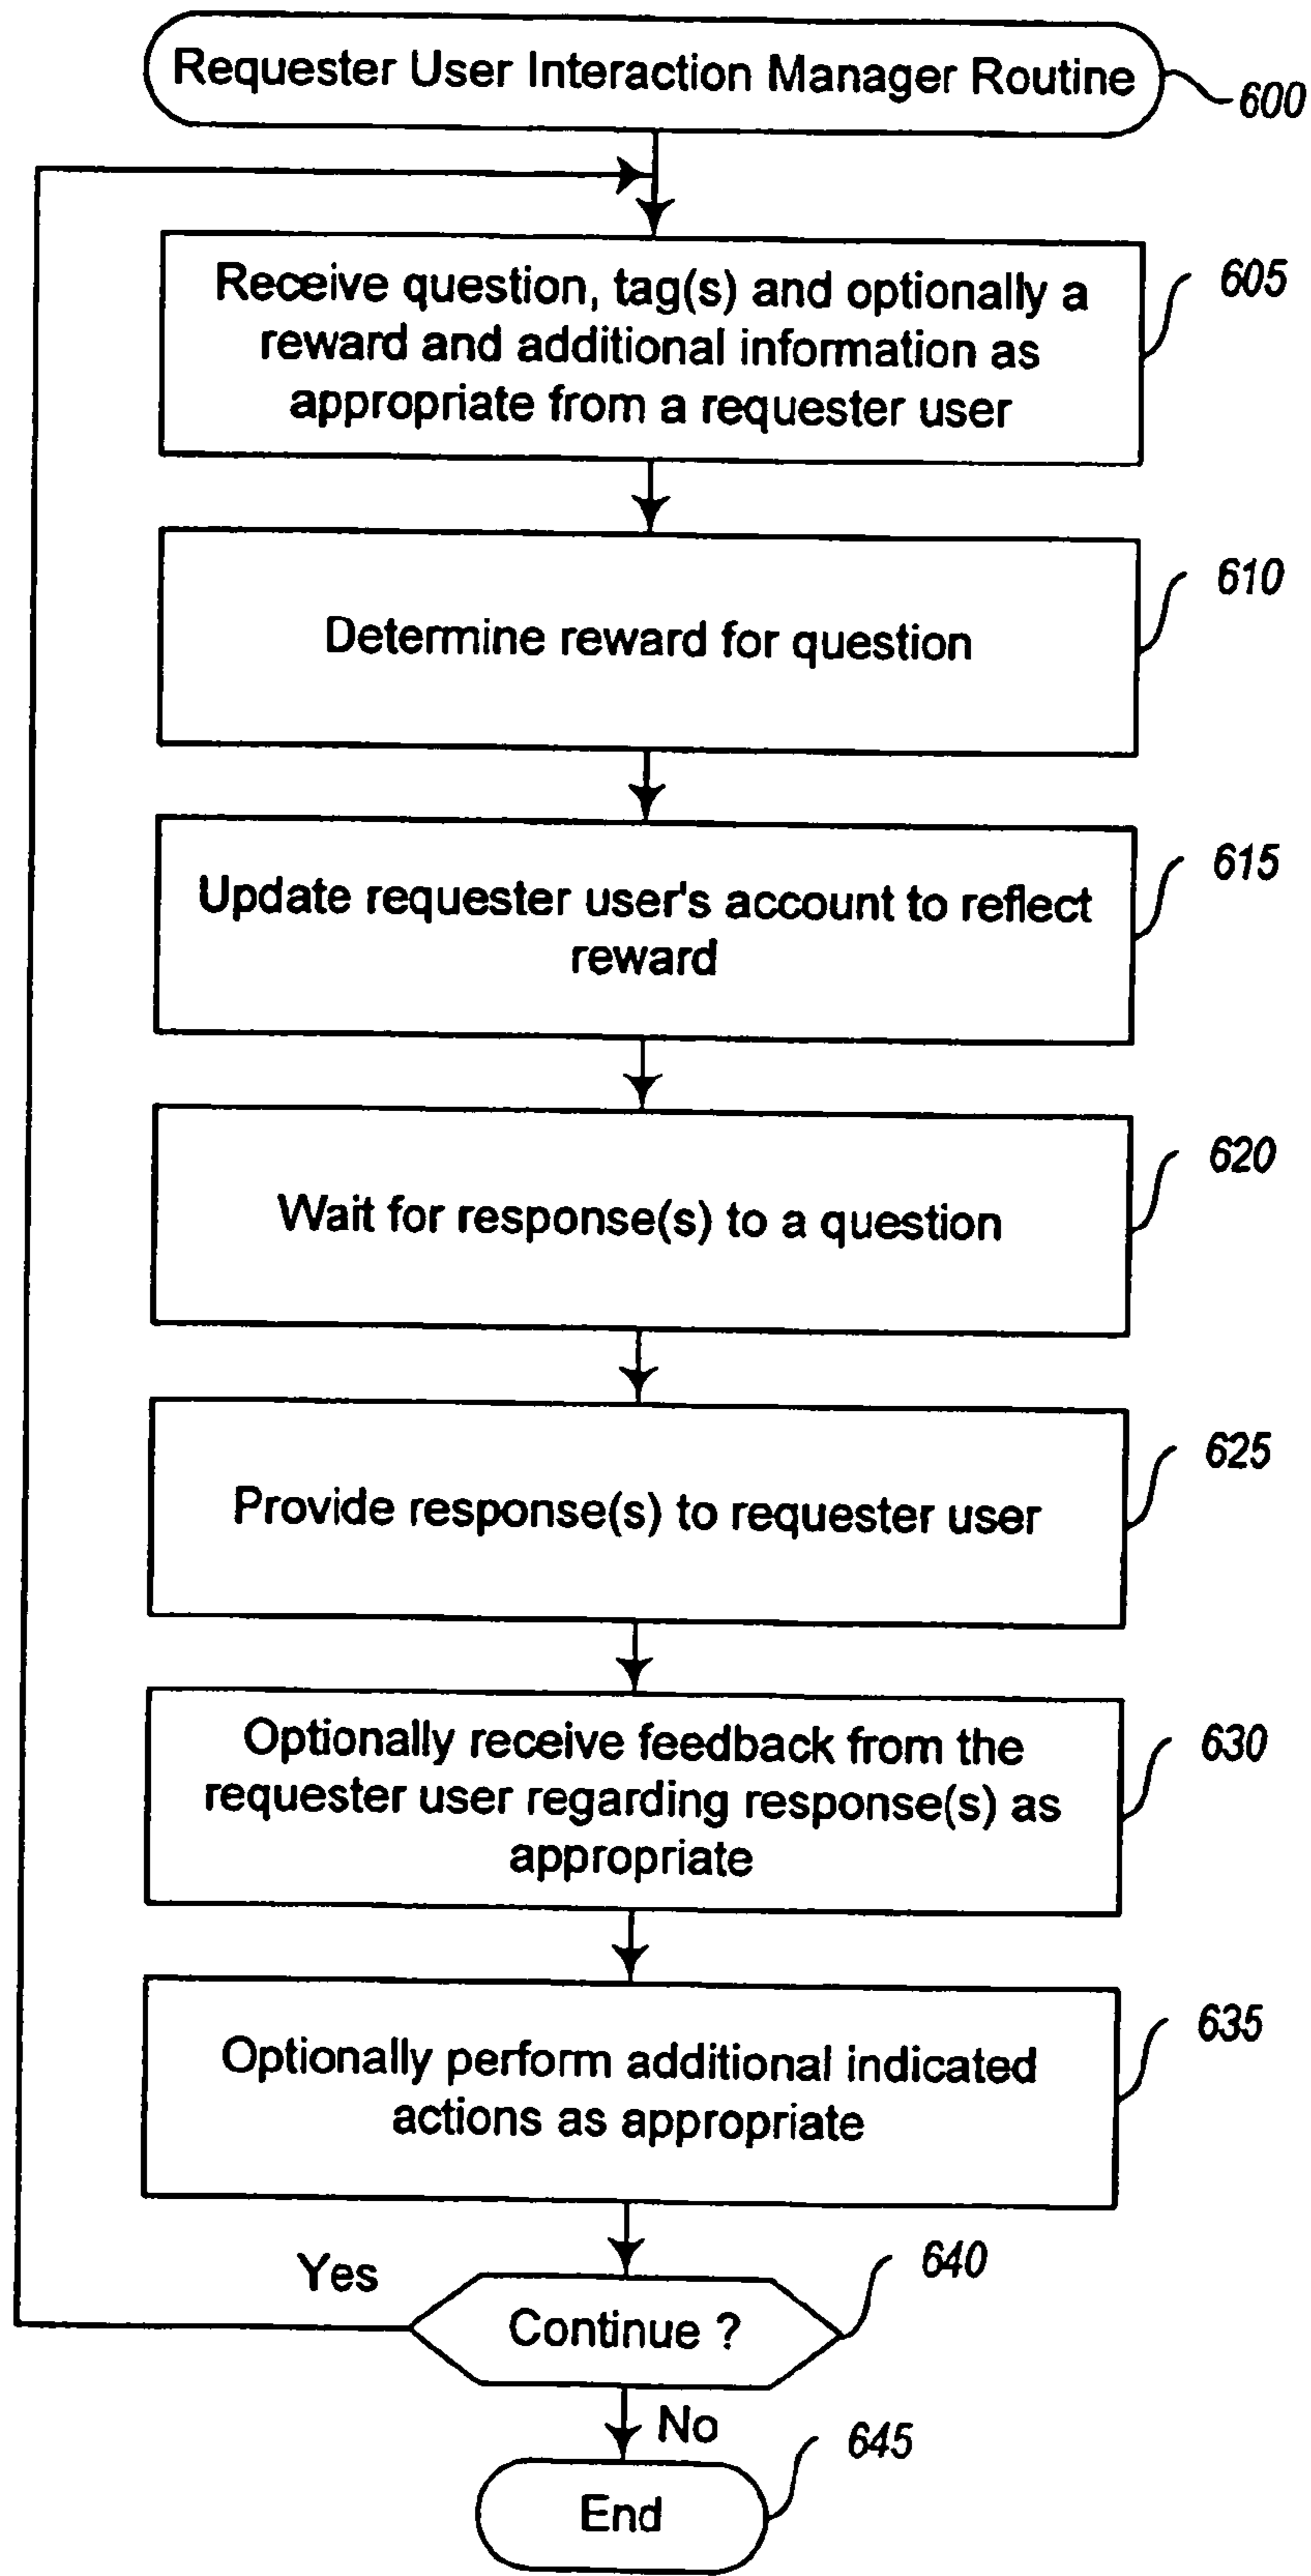 Requester User Interaction Manager Routine
600
Receive question, tag(s) and optionally a
reward and additional information as
appropriate from a requester user
605
Determine reward for question
610
Update requester user's account to reflect
reward
615
Wait for response(s) to a question
620
Provide response(s) to requester user
625
Optionally receive feedback from the
requester user regarding response(s) as
appropriate
630
Optionally perform additional indicated
actions as appropriate
635
Yes
Continue ?
640
No
End
645